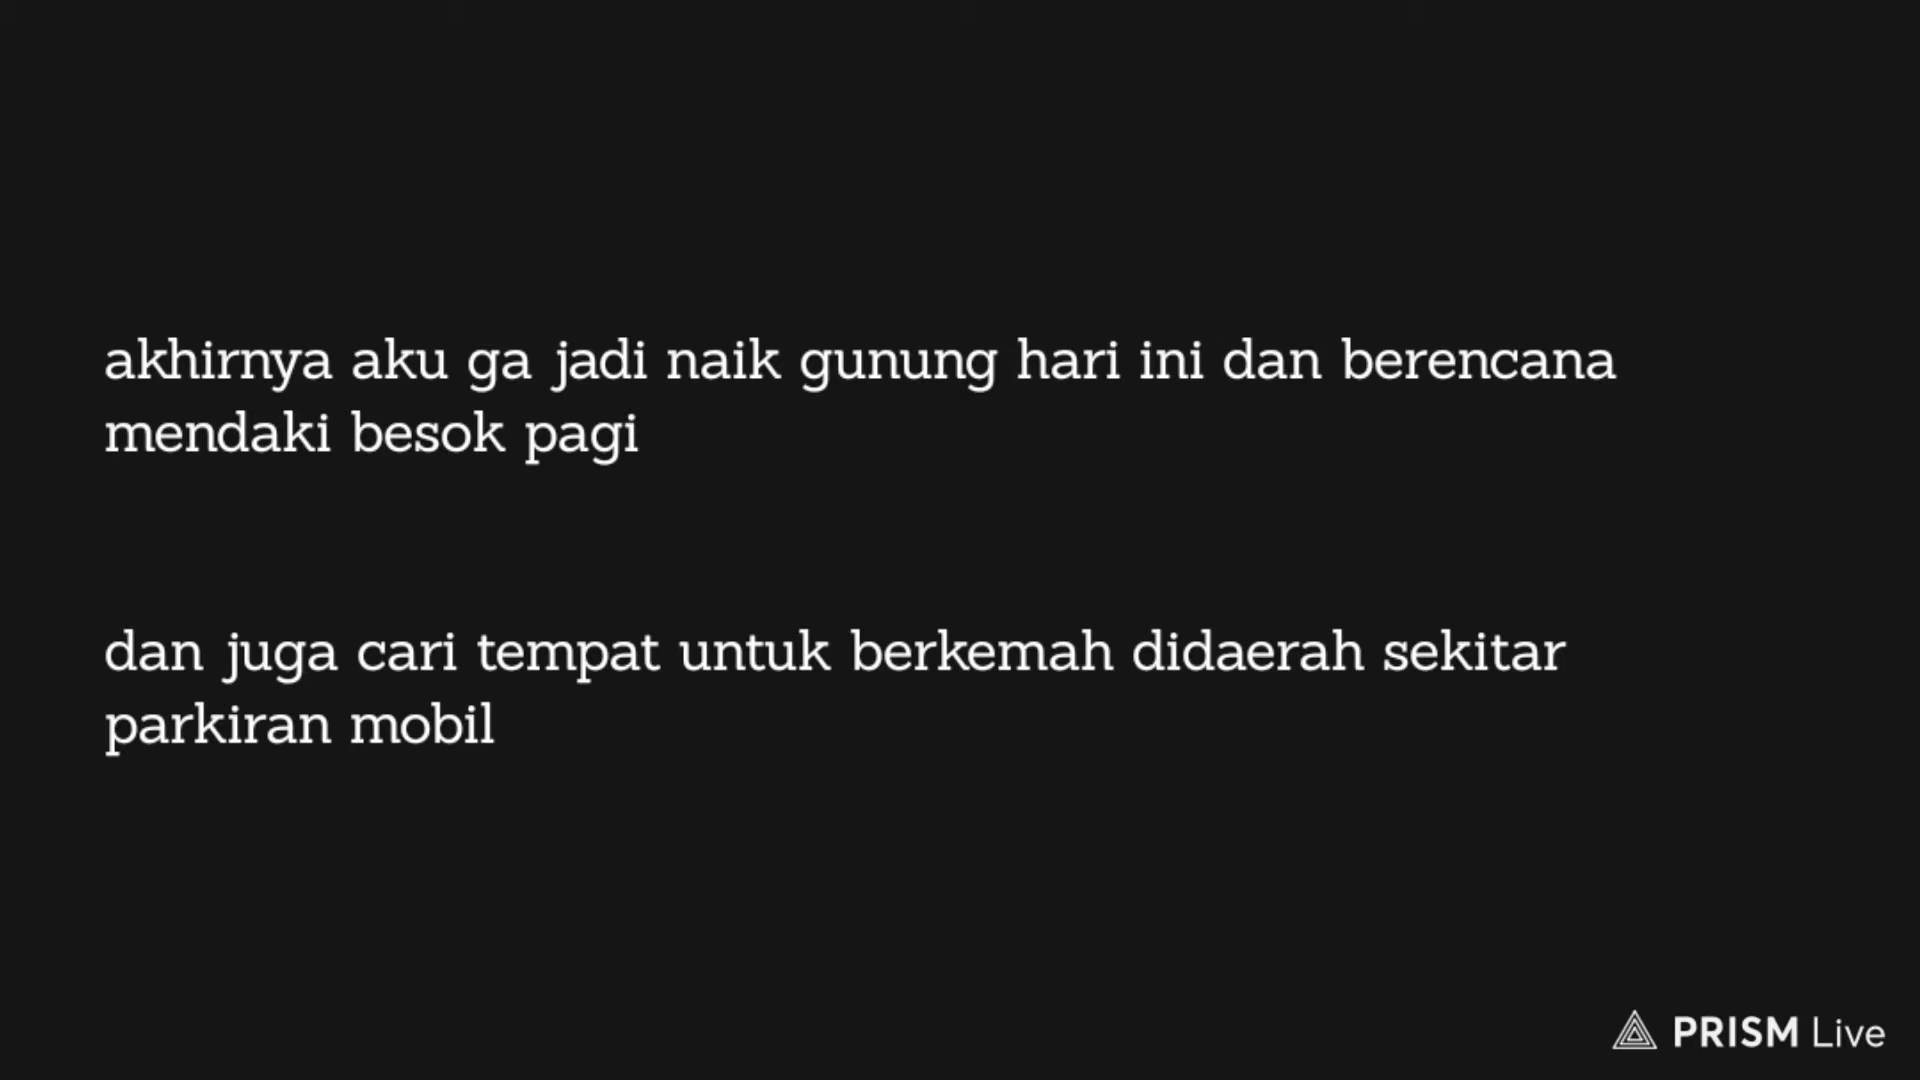 akhirnya aku ga jadi naik gunung hari ini dan berencana
mendaki besok pagi
dan juga cari tempat untuk berkemah didaerah sekitar
parkiran mobil
PRISM Live